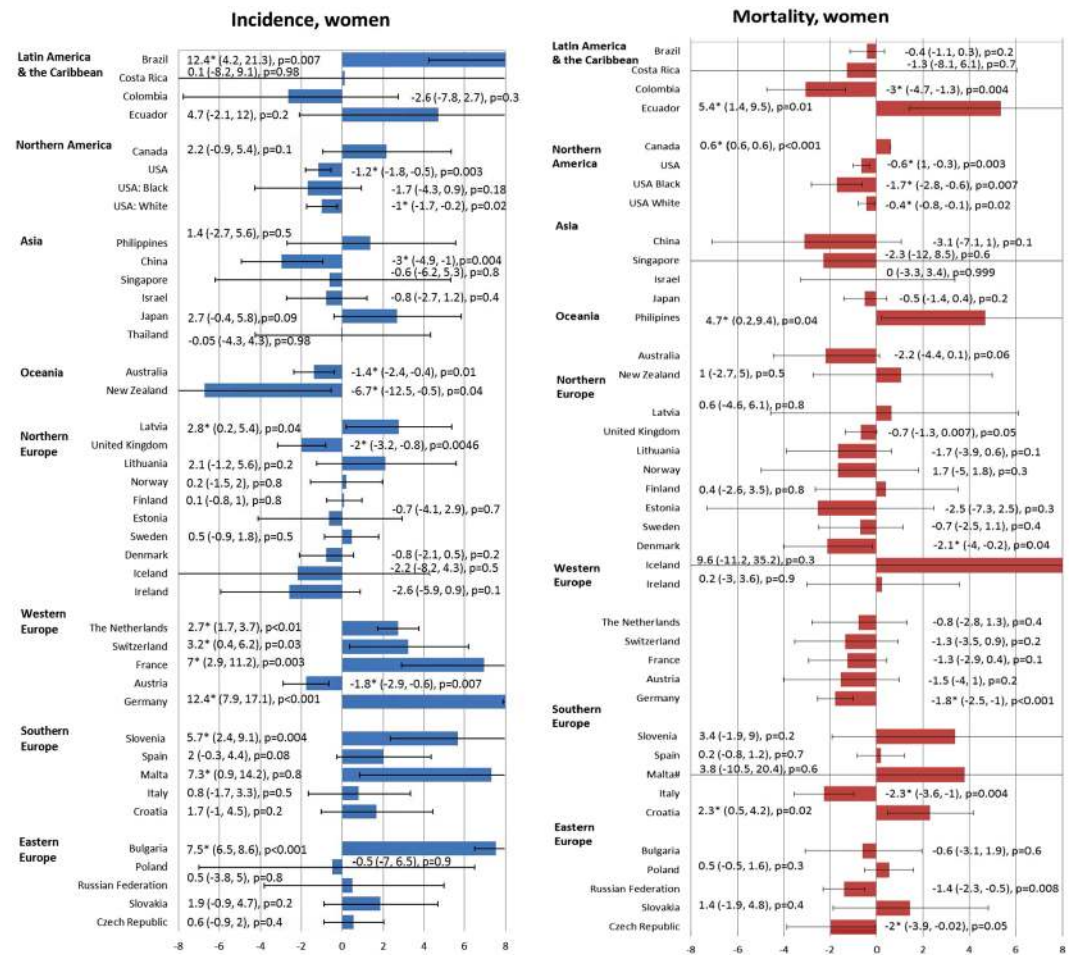 Incidence, women
Latin America
& the Caribbean
Brazil 12.4* (4.2, 21.3), p=0.007
Costa Rica 0.1 (-8.2, 9.1), p=0.98
Colombia -2.6 (-7.8, 2.7), p=0.3
Ecuador 4.7 (-2.1, 12), p=0.2
Northern America
Canada 2.2 (-0.9, 5.4), p=0.1
USA -1.2* (-1.8, -0.5), p=0.003
USA: Black -1.7 (-4.3, 0.9), p=0.18
USA: White -1* (-1.7, -0.2), p=0.02
Asia
Philippines 1.4 (-2.7, 5.6), p=0.5
China -3* (-4.9, -1), p=0.004
Singapore -0.6 (-6.2, 5.3), p=0.8
Israel -0.8 (-2.7, 1.2), p=0.4
Japan 2.7 (-0.4, 5.8), p=0.09
Thailand -0.05 (-4.3, 4.3), p=0.98
Oceania
Australia -1.4* (-2.4, -0.4), p=0.01
New Zealand -6.7* (-12.5, -0.5), p=0.04
Northern
Europe
Latvia 2.8* (0.2, 5.4), p=0.04
United Kingdom -2* (-3.2, -0.8), p=0.0046
Lithuania 2.1 (-1.2, 5.6), p=0.2
Norway 0.2 (-1.5, 2), p=0.8
Finland 0.1 (-0.8, 1), p=0.8
Estonia -0.7 (-4.1, 2.9), p=0.7
Sweden 0.5 (-0.9, 1.8), p=0.5
Denmark -0.8 (-2.1, 0.5), p=0.2
Iceland -2.2 (-8.2, 4.3), p=0.5
Ireland -2.6 (-5.9, 0.9), p=0.1
Western
Europe
The Netherlands 2.7* (1.7, 3.7), p<0.01
Switzerland 3.2* (0.4, 6.2), p=0.03
France 7* (2.9, 11.2), p=0.003
Austria -1.8* (-2.9, -0.6), p=0.007
Germany 12.4* (7.9, 17.1), p<0.001
Southern
Europe
Slovenia 5.7* (2.4, 9.1), p=0.004
Spain 2 (-0.3, 4.4), p=0.08
Malta 7.3* (0.9, 14.2), p=0.8
Italy 0.8 (-1.7, 3.3), p=0.5
Croatia 1.7 (-1, 4.5), p=0.2
Eastern
Europe
Bulgaria 7.5* (6.5, 8.6), p<0.001
Poland -0.5 (-7, 6.5), p=0.9
Russian Federation 0.5 (-3.8, 5), p=0.8
Slovakia 1.9 (-0.9, 4.7), p=0.2
Czech Republic 0.6 (-0.9, 2), p=0.4
-8 -6 -4 -2 0 2 4 6 8
Mortality, women
Latin America
& the Caribbean
Brazil -0.4 (-1.1, 0.3), p=0.2
Costa Rica -1.3 (-8.1, 6.1), p=0.7
Colombia -3* (-4.7, -1.3), p=0.004
Ecuador 5.4* (1.4, 9.5), p=0.01
Northern
America
Canada 0.6* (0.6, 0.6), p<0.001
USA -0.6* (1, -0.3), p=0.003
USA Black -1.7* (-2.8, -0.6), p=0.007
USA White -0.4* (-0.8, -0.1), p=0.02
Asia
China -3.1 (-7.1, 1), p=0.1
Singapore -2.3 (-12, 8.5), p=0.6
Israel 0 (-3.3, 3.4), p=0.999
Japan -0.5 (-1.4, 0.4), p=0.2
Philipines 4.7* (0.2,9.4), p=0.04
Oceania
Australia -2.2 (-4.4, 0.1), p=0.06
New Zealand 1 (-2.7, 5), p=0.5
Northern
Europe
Latvia 0.6 (-4.6, 6.1), p=0.8
United Kingdom -0.7 (-1.3, 0.007), p=0.05
Lithuania -1.7 (-3.9, 0.6), p=0.1
Norway 1.7 (-5, 1.8), p=0.3
Finland 0.4 (-2.6, 3.5), p=0.8
Estonia -2.5 (-7.3, 2.5), p=0.3
Sweden -0.7 (-2.5, 1.1), p=0.4
Denmark -2.1* (-4, -0.2), p=0.04
Iceland 9.6 (-11.2, 35.2), p=0.3
Ireland 0.2 (-3, 3.6), p=0.9
Western
Europe
The Netherlands -0.8 (-2.8, 1.3), p=0.4
Switzerland -1.3 (-3.5, 0.9), p=0.2
France -1.3 (-2.9, 0.4), p=0.1
Austria -1.5 (-4, 1), p=0.2
Germany -1.8* (-2.5, -1), p<0.001
Southern
Europe
Slovenia 3.4 (-1.9, 9), p=0.2
Spain 0.2 (-0.8, 1.2), p=0.7
Malta# 3.8 (-10.5, 20.4), p=0.6
Italy -2.3* (-3.6, -1), p=0.004
Croatia 2.3* (0.5, 4.2), p=0.02
Eastern
Europe
Bulgaria -0.6 (-3.1, 1.9), p=0.6
Poland 0.5 (-0.5, 1.6), p=0.3
Russian Federation -1.4 (-2.3, -0.5), p=0.008
Slovakia 1.4 (-1.9, 4.8), p=0.4
Czech Republic -2* (-3.9, -0.02), p=0.05
-8 -6 -4 -2 0 2 4 6 8